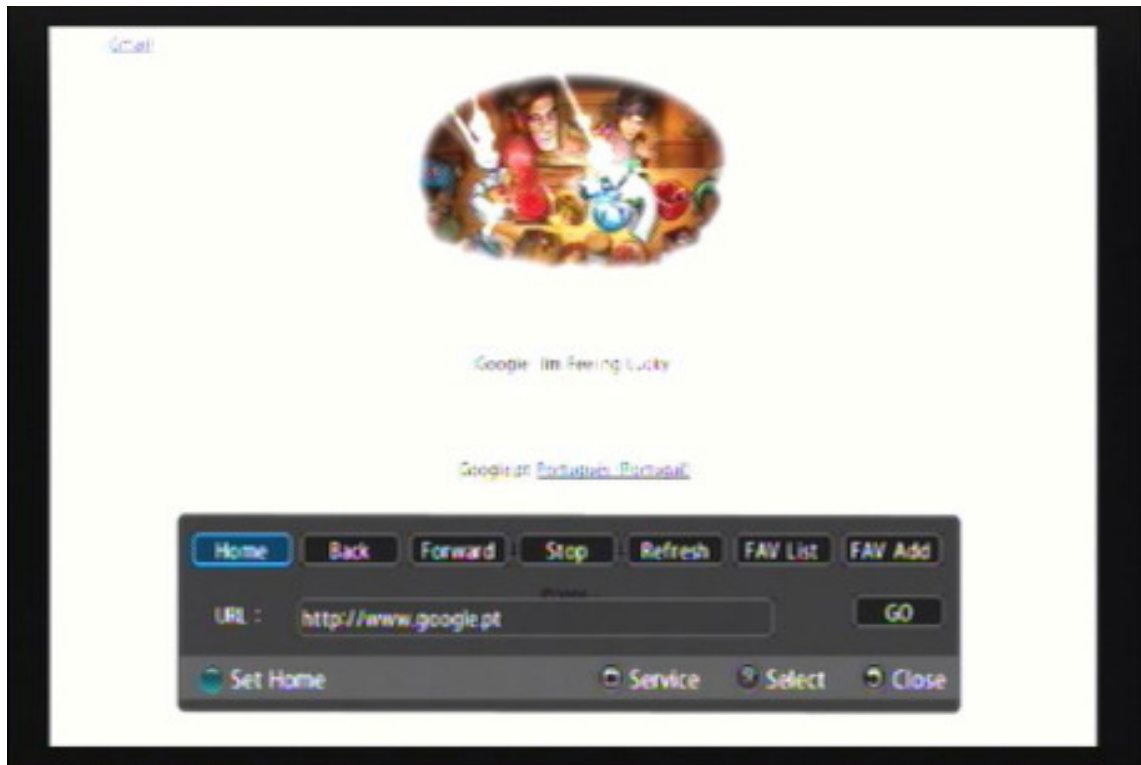 Gmail
Google I'm Feeling Lucky
Google.pt Português (Portugal)
Home Back Forward Stop Refresh FAV List FAV Add
URL : http://www.google.pt GO
Set Home Service Select Close